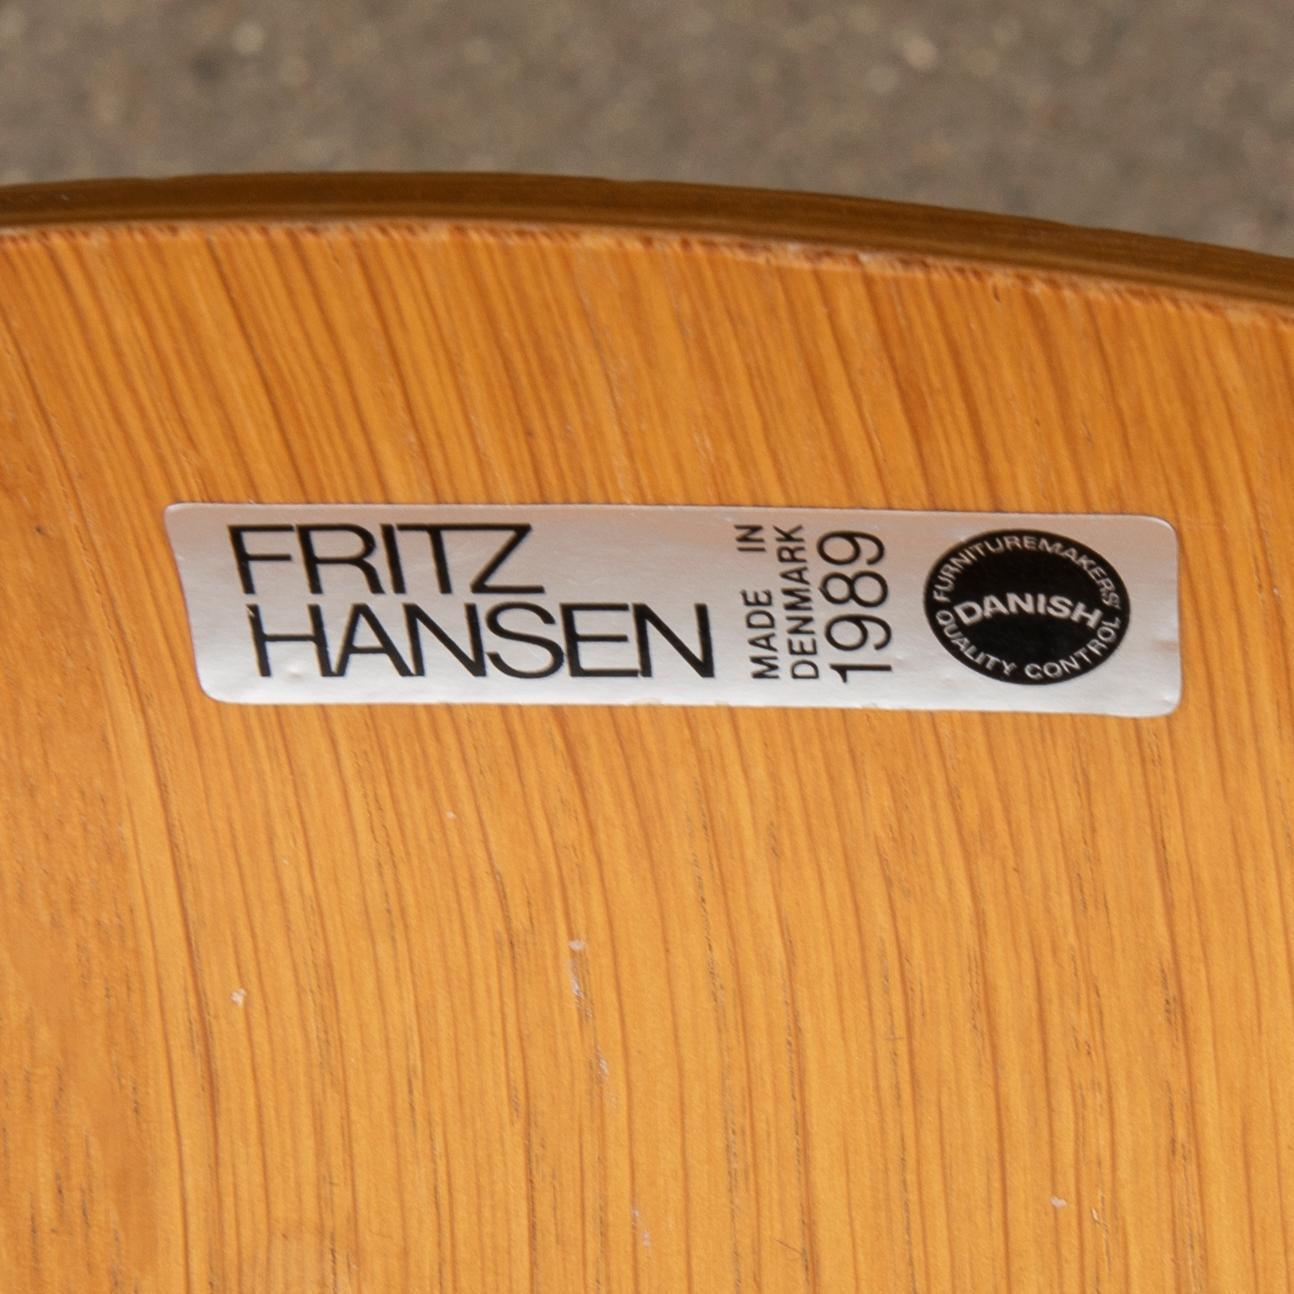 FRITZ
HANSEN
MADE IN
DENMARK
1989
FURNITUREMAKERS'
DANISH
QUALITY CONTROL